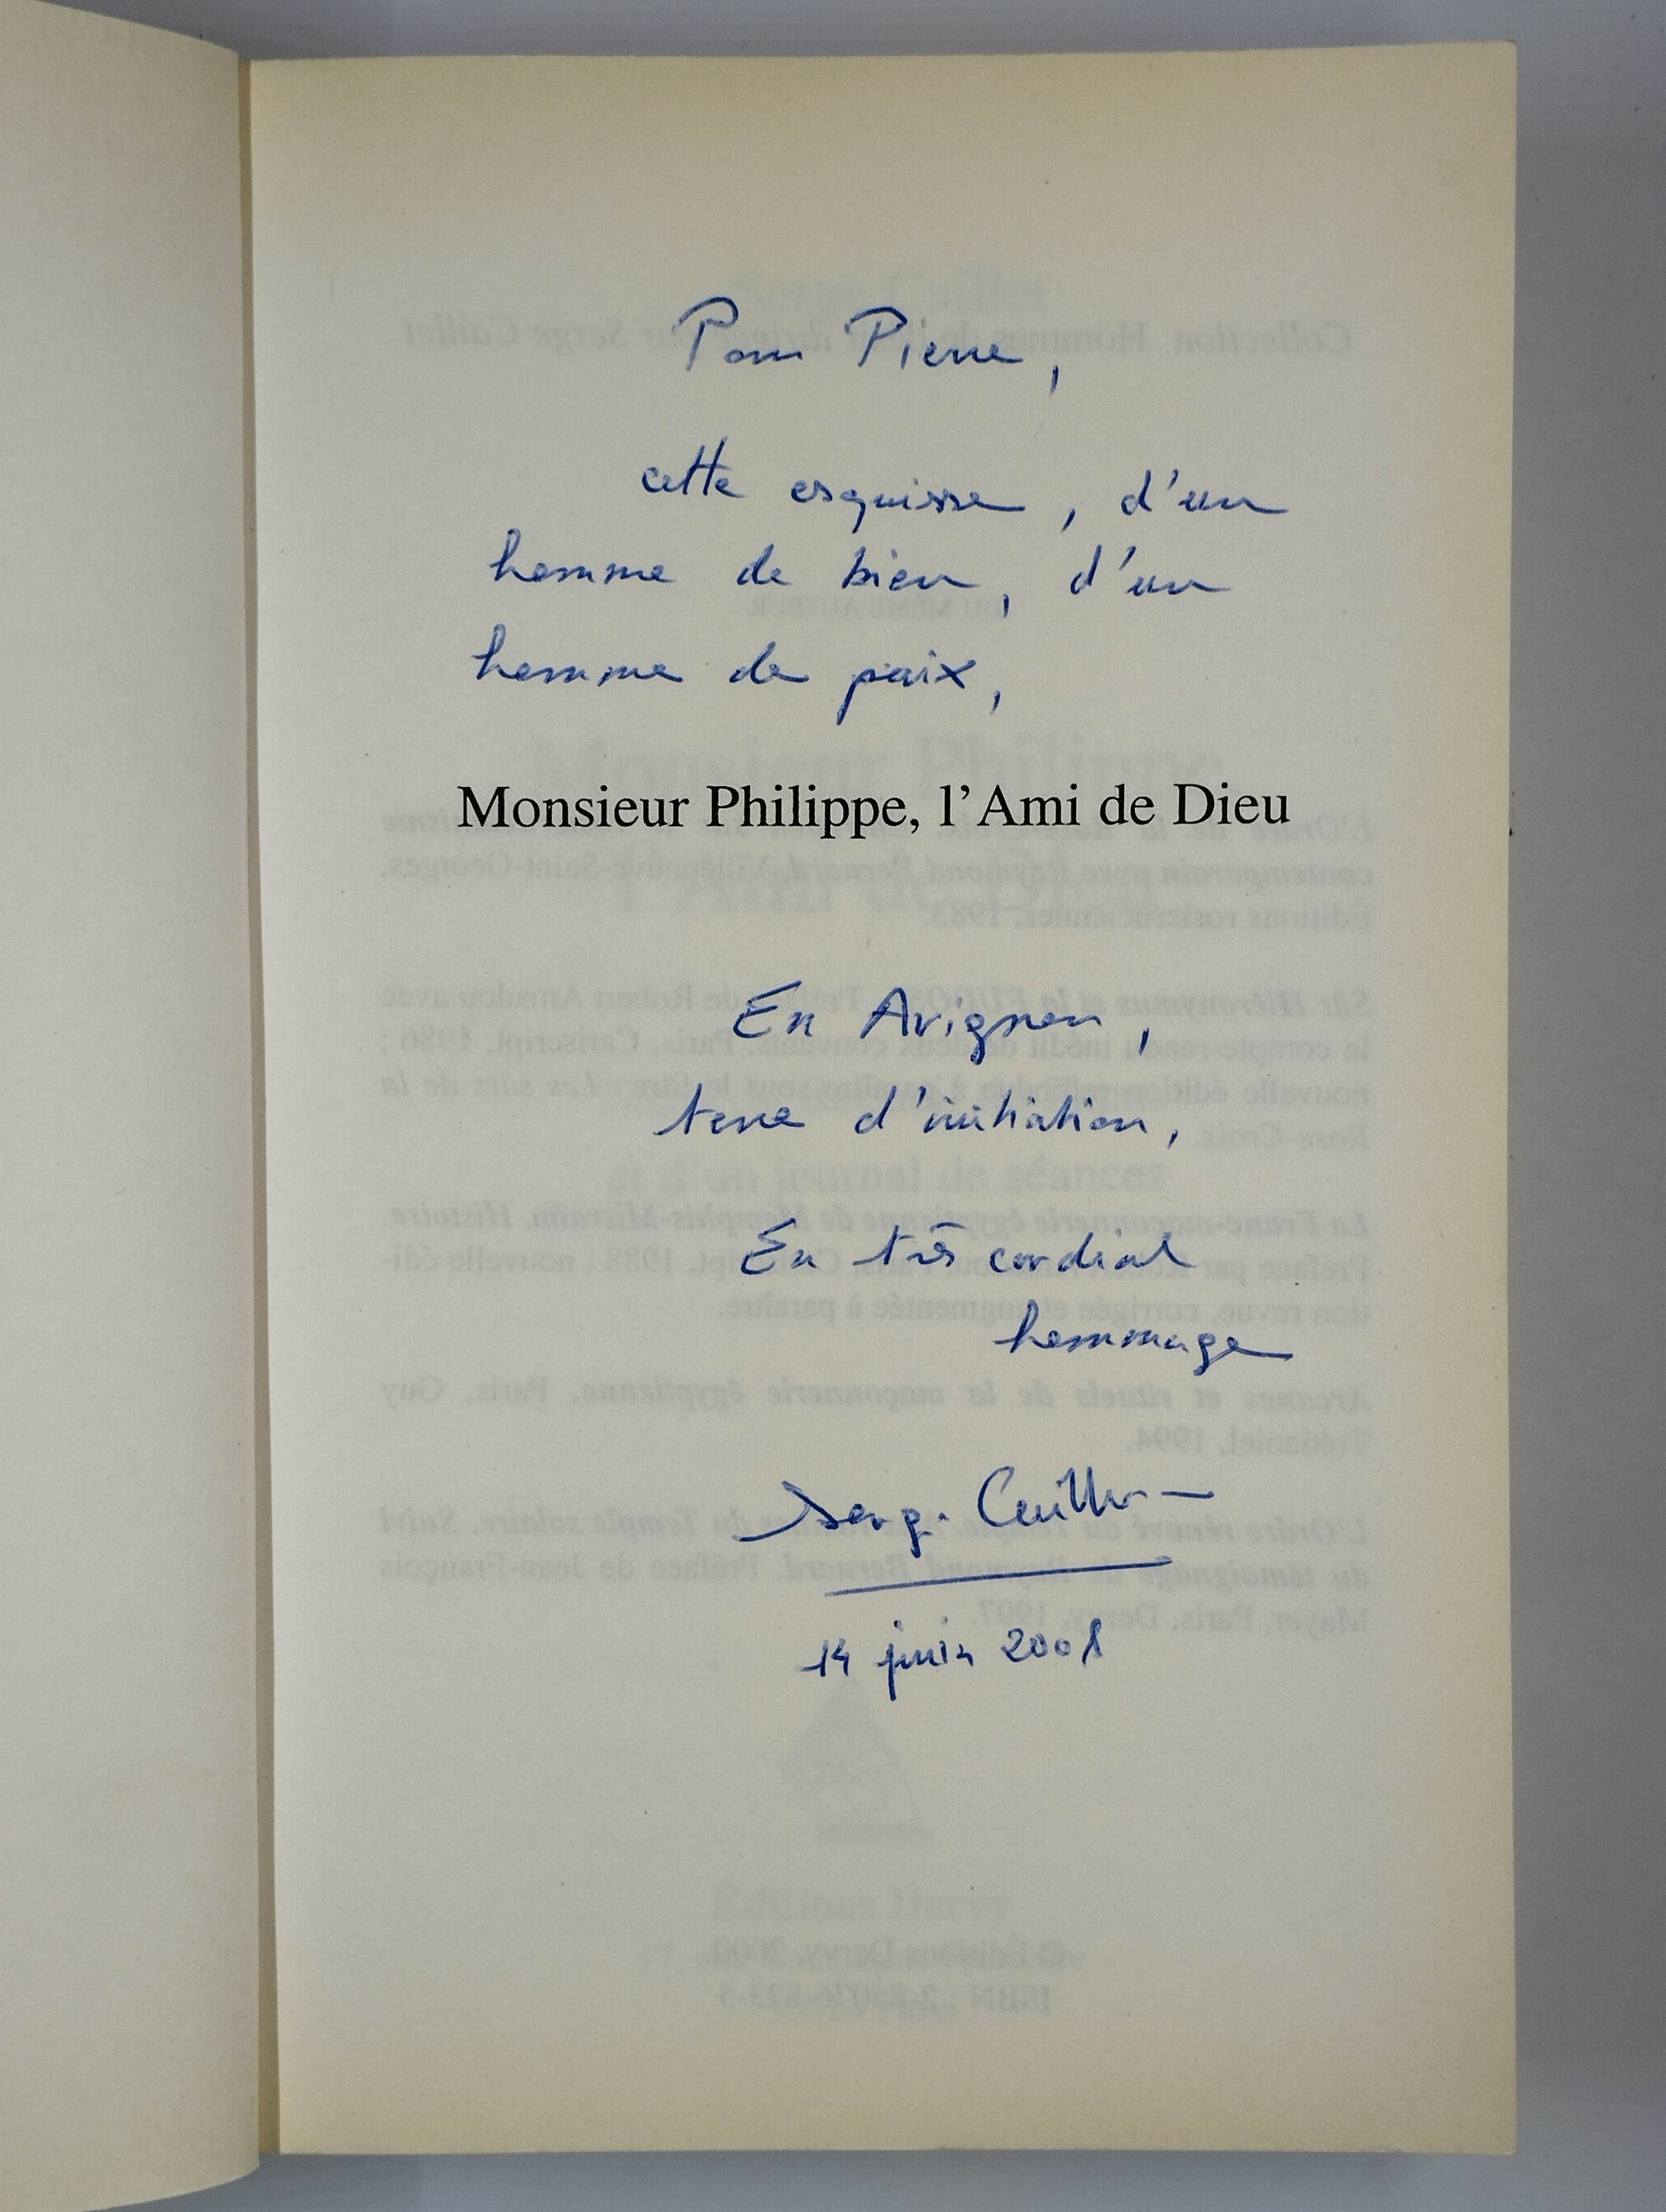 Pour Pierre,
cette esquisse, d'un
homme de bien, d'un
homme de paix,
Monsieur Philippe, l'Ami de Dieu
En Avignon,
terre d'initiation,
En très cordial
hommage
Serge Caillet
14 juin 2008